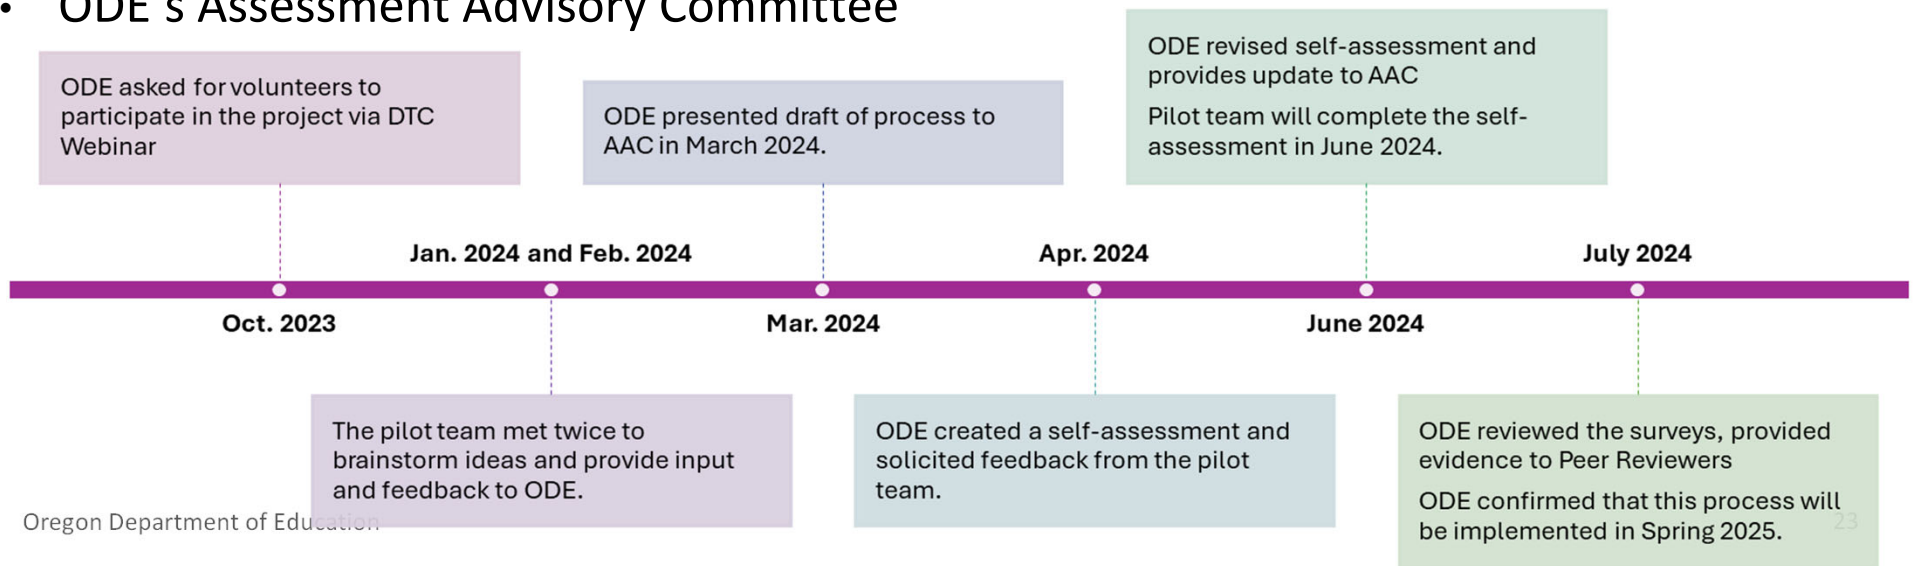 • ODE's Assessment Advisory Committee
ODE asked for volunteers to
participate in the project via DTC
Webinar
ODE presented draft of process to
AAC in March 2024.
ODE revised self-assessment and
provides update to AAC
Pilot team will complete the self-
assessment in June 2024.
Jan. 2024 and Feb. 2024
Apr. 2024
July 2024
Oct. 2023
Mar. 2024
June 2024
The pilot team met twice to
brainstorm ideas and provide input
and feedback to ODE.
ODE created a self-assessment and
solicited feedback from the pilot
team.
ODE reviewed the surveys, provided
evidence to Peer Reviewers
ODE confirmed that this process will
be implemented in Spring 2025.
Oregon Department of Education
23